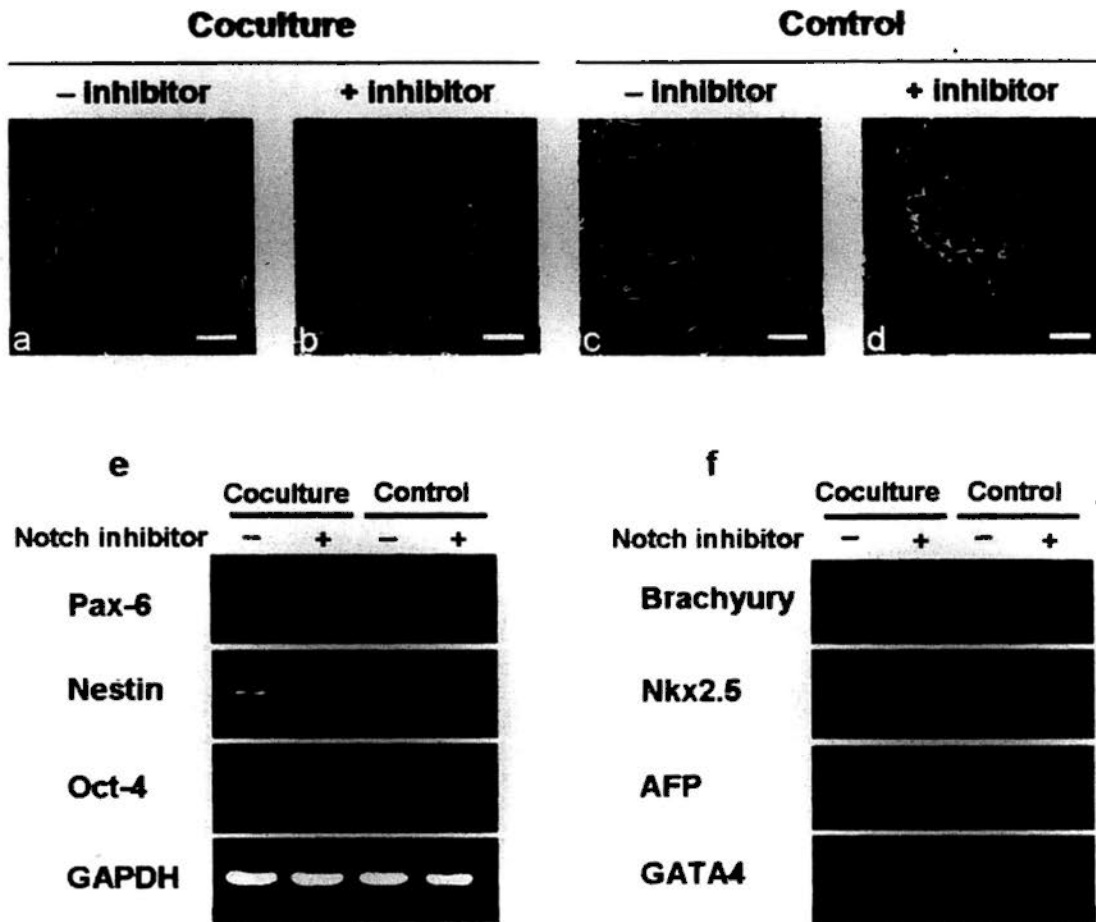 Coculture Control
– inhibitor + inhibitor – inhibitor + inhibitor
a b c d
e
Coculture Control
Notch inhibitor – + – +
Pax-6
Nestin
Oct-4
GAPDH
f
Coculture Control
Notch inhibitor – + – +
Brachyury
Nkx2.5
AFP
GATA4